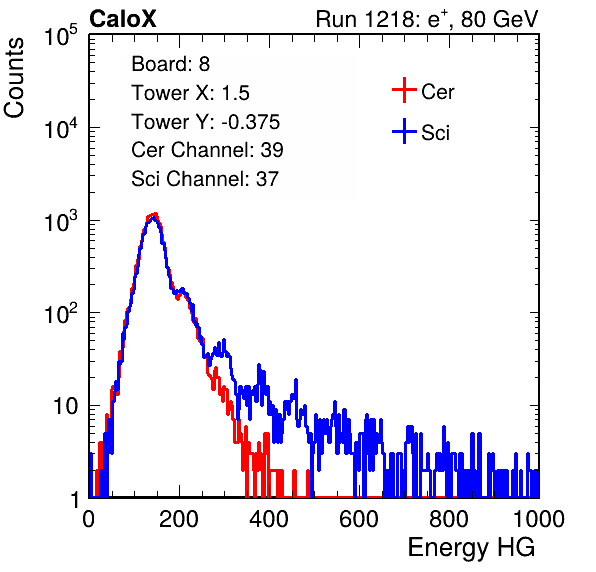 CaloX Run 1218: e⁺, 80 GeV
Counts
10⁵
10⁴
10³
10²
10
1
Board: 8
Tower X: 1.5
Tower Y: -0.375
Cer Channel: 39
Sci Channel: 37
Cer
Sci
0 200 400 600 800 1000
Energy HG